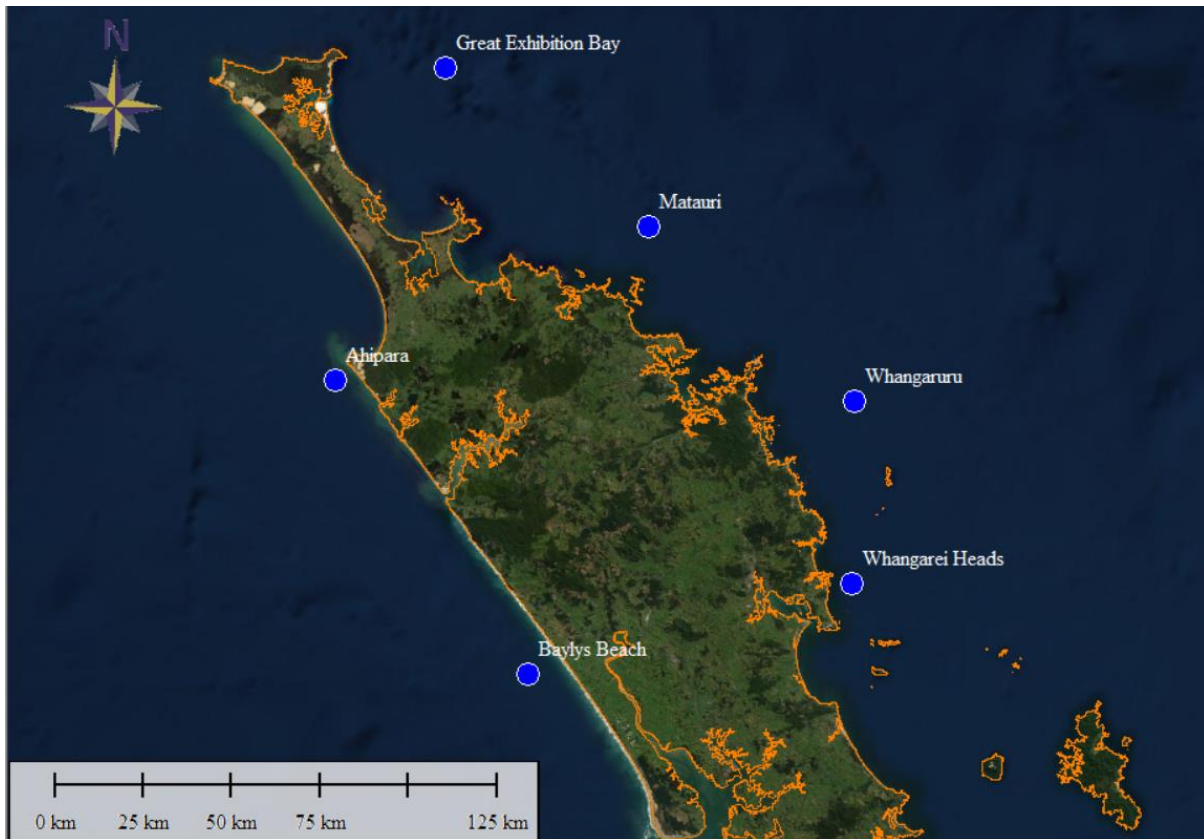 N
Great Exhibition Bay
Matauri
Ahipara
Whangaruru
Whangarei Heads
Baylys Beach
0 km 25 km 50 km 75 km 125 km